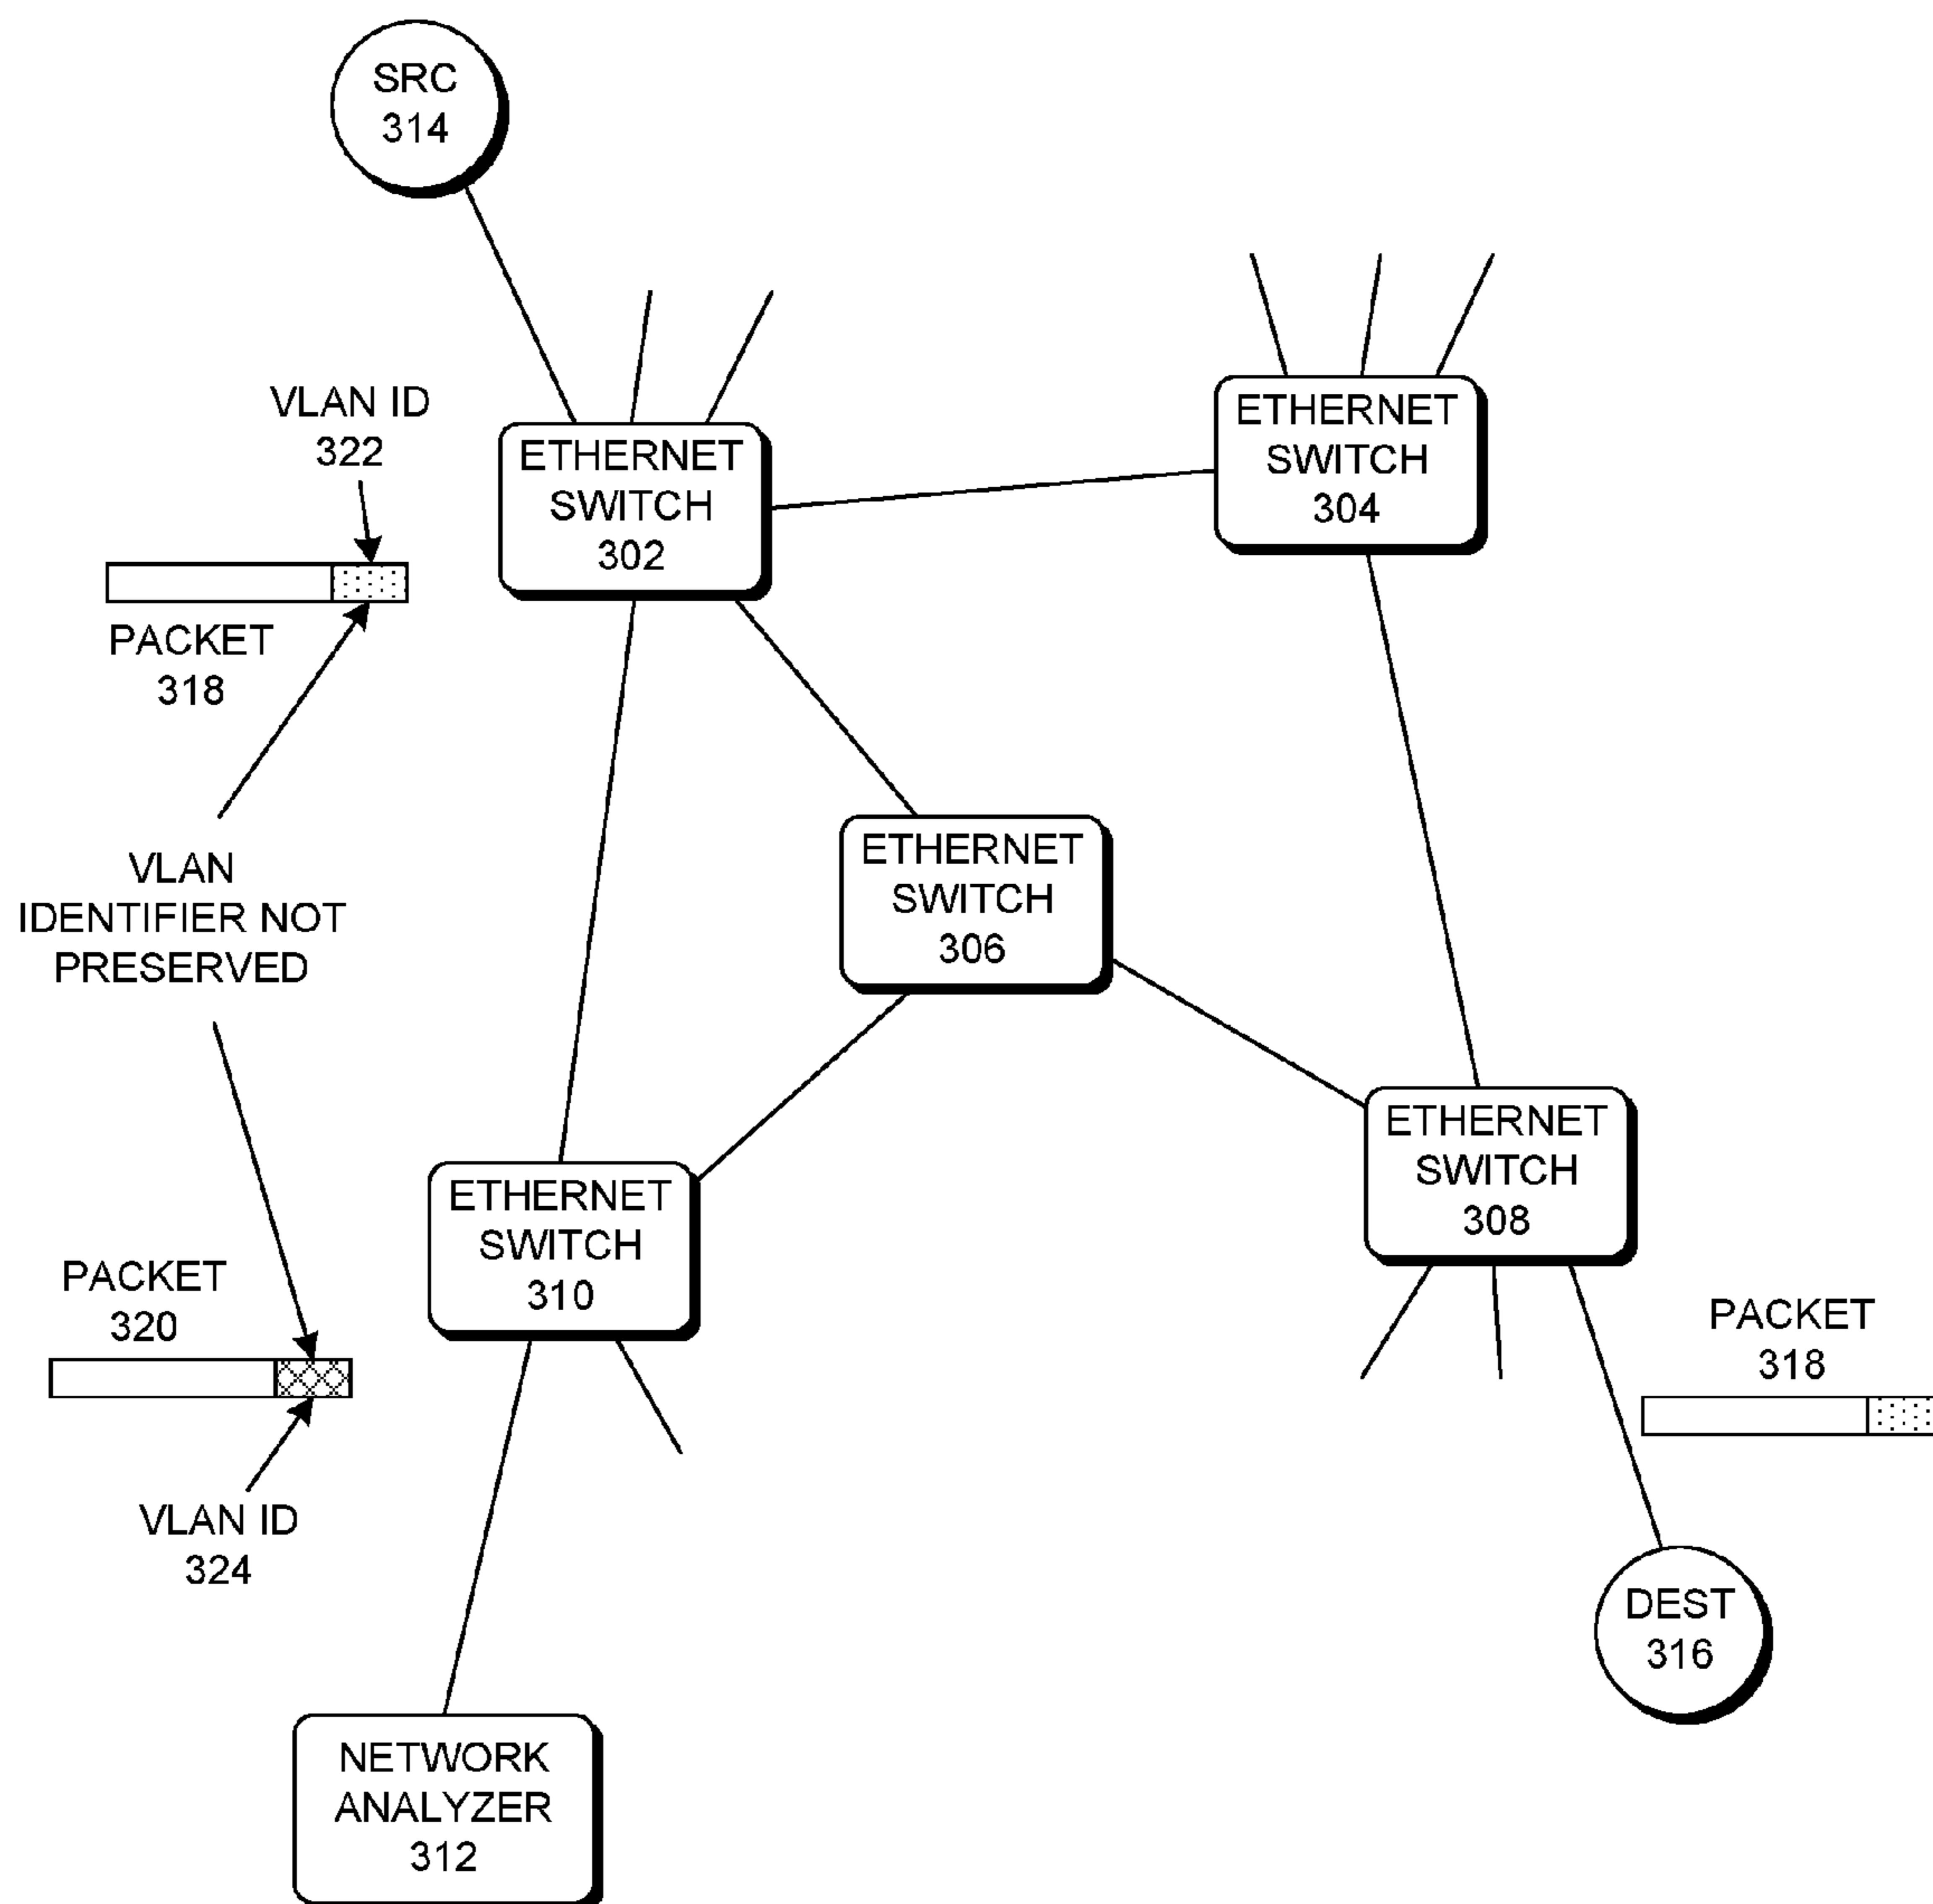 SRC
314
VLAN ID
322
ETHERNET
SWITCH
302
ETHERNET
SWITCH
304
PACKET
318
VLAN
IDENTIFIER NOT
PRESERVED
ETHERNET
SWITCH
306
ETHERNET
SWITCH
308
ETHERNET
SWITCH
310
PACKET
320
PACKET
318
VLAN ID
324
DEST
316
NETWORK
ANALYZER
312